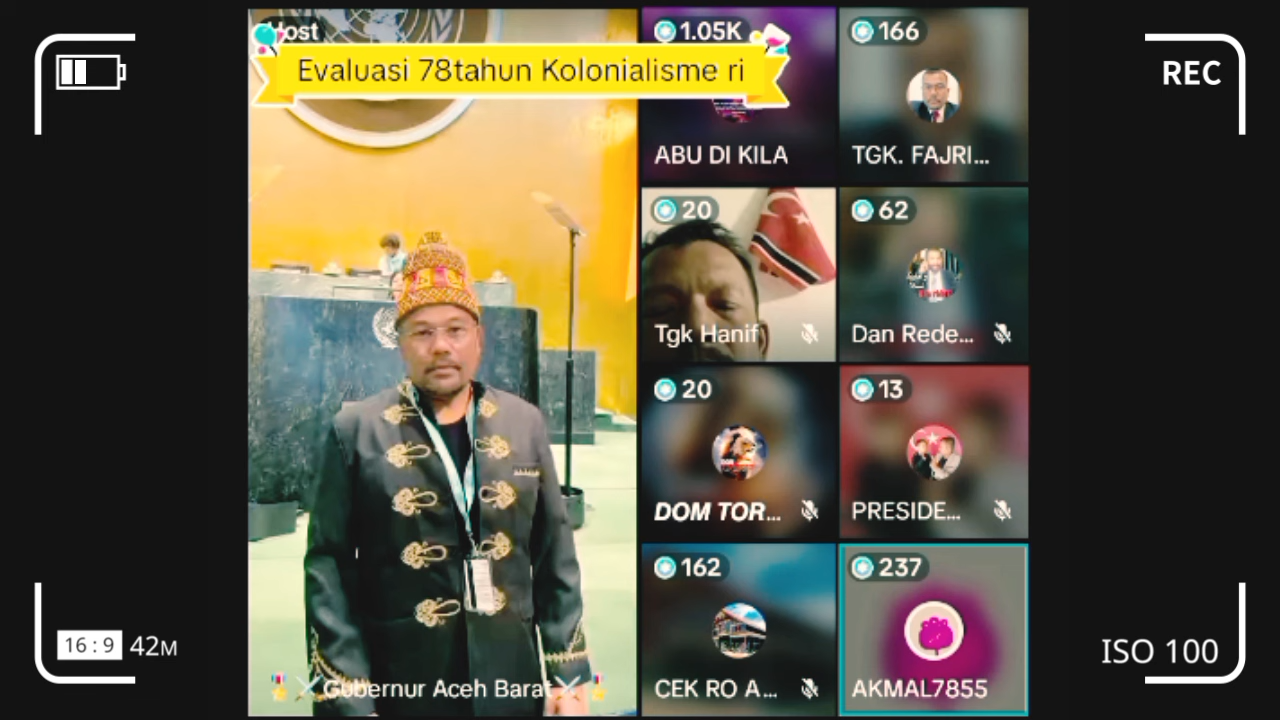 Host
Evaluasi 78tahun Kolonialisme ri
REC
1.05K
ABU DI KILA
166
TGK. FAJRI...
20
Tgk Hanif
62
Dan Rede...
20
DOM TOR...
13
PRESIDE...
162
CEK RO A...
237
AKMAL7855
Gubernur Aceh Barat
16:9 42M
ISO 100